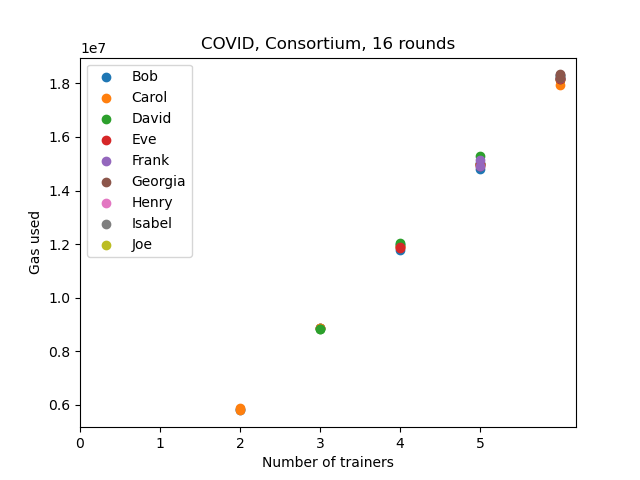 COVID, Consortium, 16 rounds
1e7
Bob
Carol
David
Eve
Frank
Georgia
Henry
Isabel
Joe
1.8
1.6
1.4
1.2
1.0
0.8
0.6
Gas used
0 1 2 3 4 5
Number of trainers